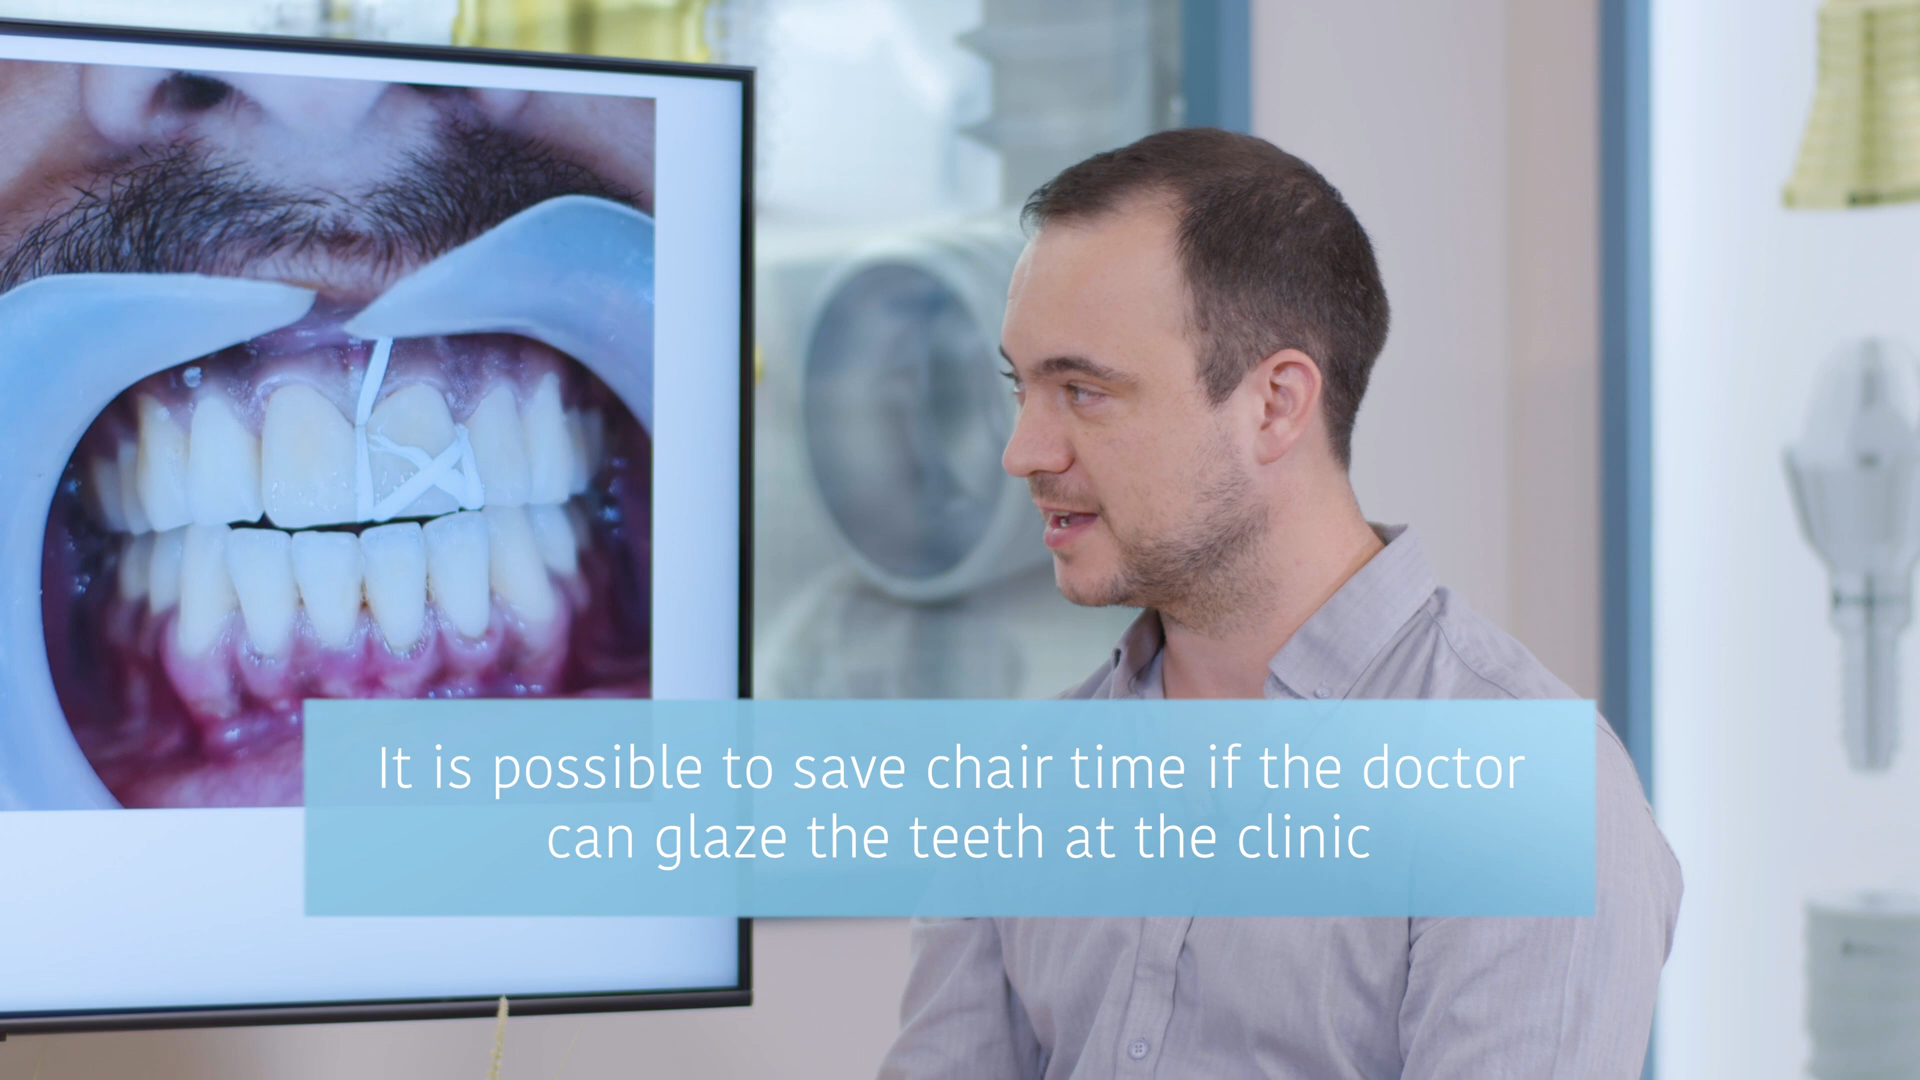 It is possible to save chair time if the doctor
can glaze the teeth at the clinic